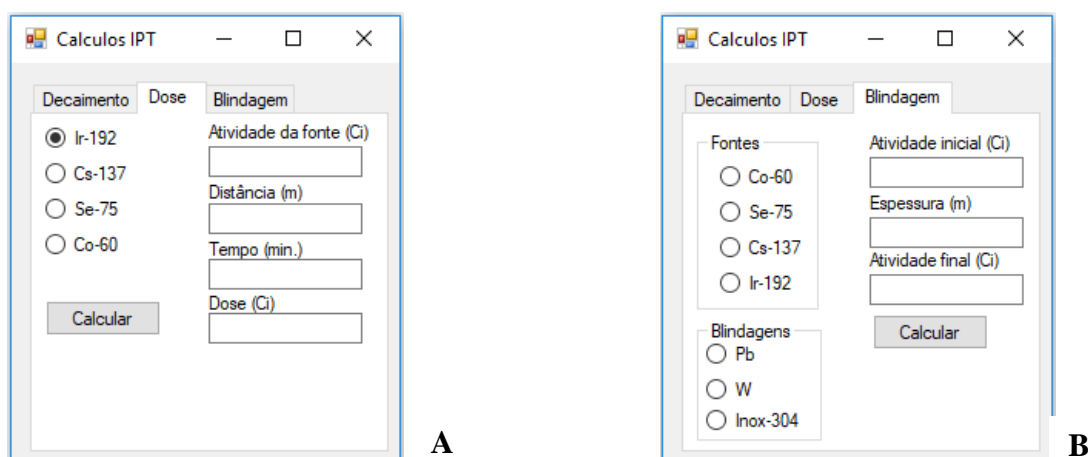 Calculos IPT
Decaimento Dose Blindagem
Ir-192
Cs-137
Se-75
Co-60
Calcular
Atividade da fonte (Ci)
Distância (m)
Tempo (min.)
Dose (Ci)
A
Calculos IPT
Decaimento Dose Blindagem
Fontes
Co-60
Se-75
Cs-137
Ir-192
Blindagens
Pb
W
Inox-304
Atividade inicial (Ci)
Espessura (m)
Atividade final (Ci)
Calcular
B